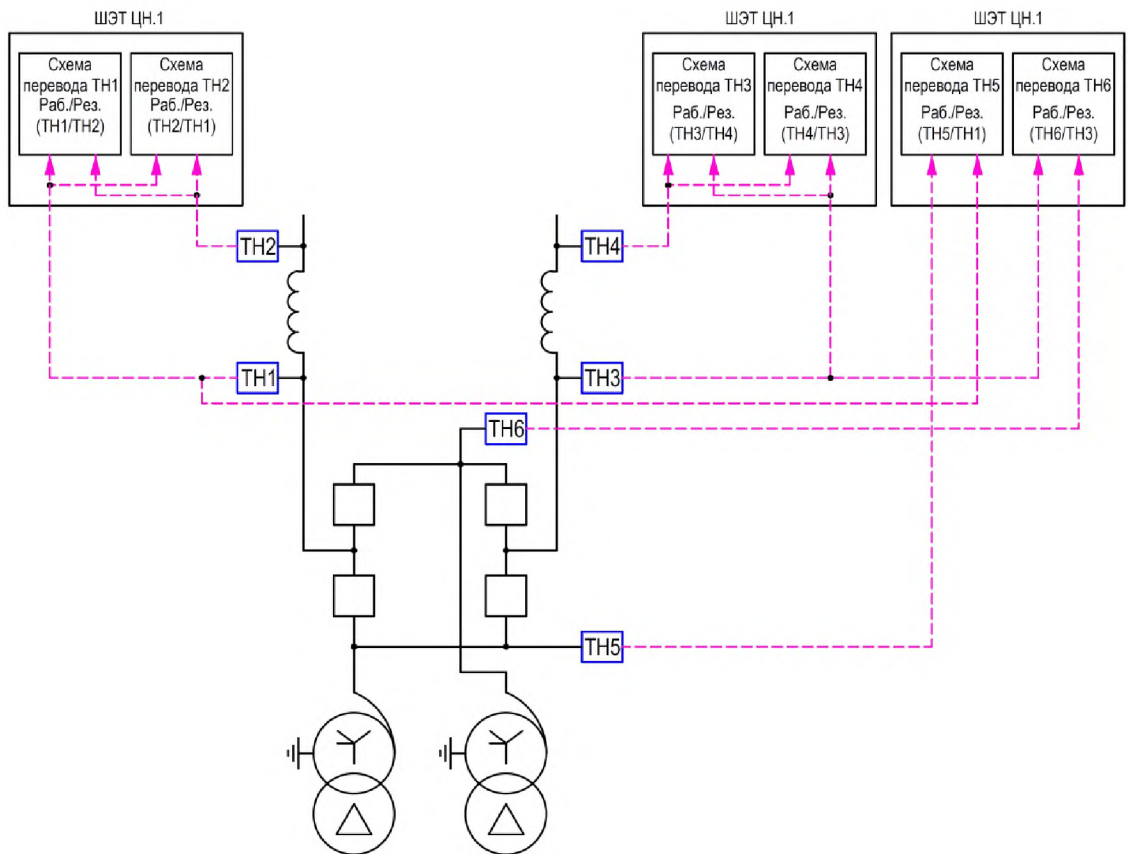 ШЭТ ЦН.1
Схема
перевода ТН1
Раб./Рез.
(ТН1/ТН2)
Схема
перевода ТН2
Раб./Рез.
(ТН2/ТН1)
ШЭТ ЦН.1
Схема
перевода ТН3
Раб./Рез.
(ТН3/ТН4)
Схема
перевода ТН4
Раб./Рез.
(ТН4/ТН3)
ШЭТ ЦН.1
Схема
перевода ТН5
Раб./Рез.
(ТН5/ТН1)
Схема
перевода ТН6
Раб./Рез.
(ТН6/ТН3)
ТН2
ТН4
ТН1
ТН3
ТН6
ТН5